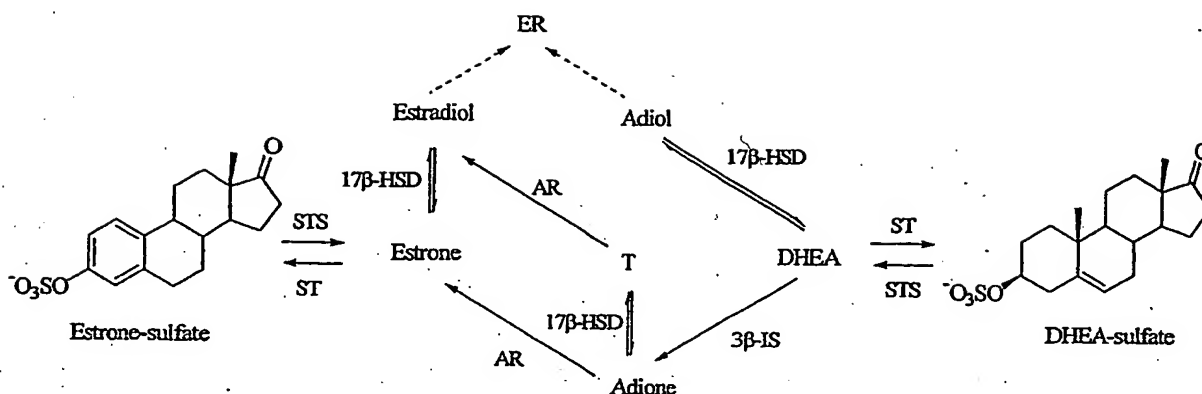 ER
Estradiol
Adiol
17β-HSD
17β-HSD
AR
O
O
STS
ST
Estrone
T
DHEA
ST
STS
⁻O₃SO
Estrone-sulfate
17β-HSD
3β-IS
AR
Adione
⁻O₃SO
DHEA-sulfate